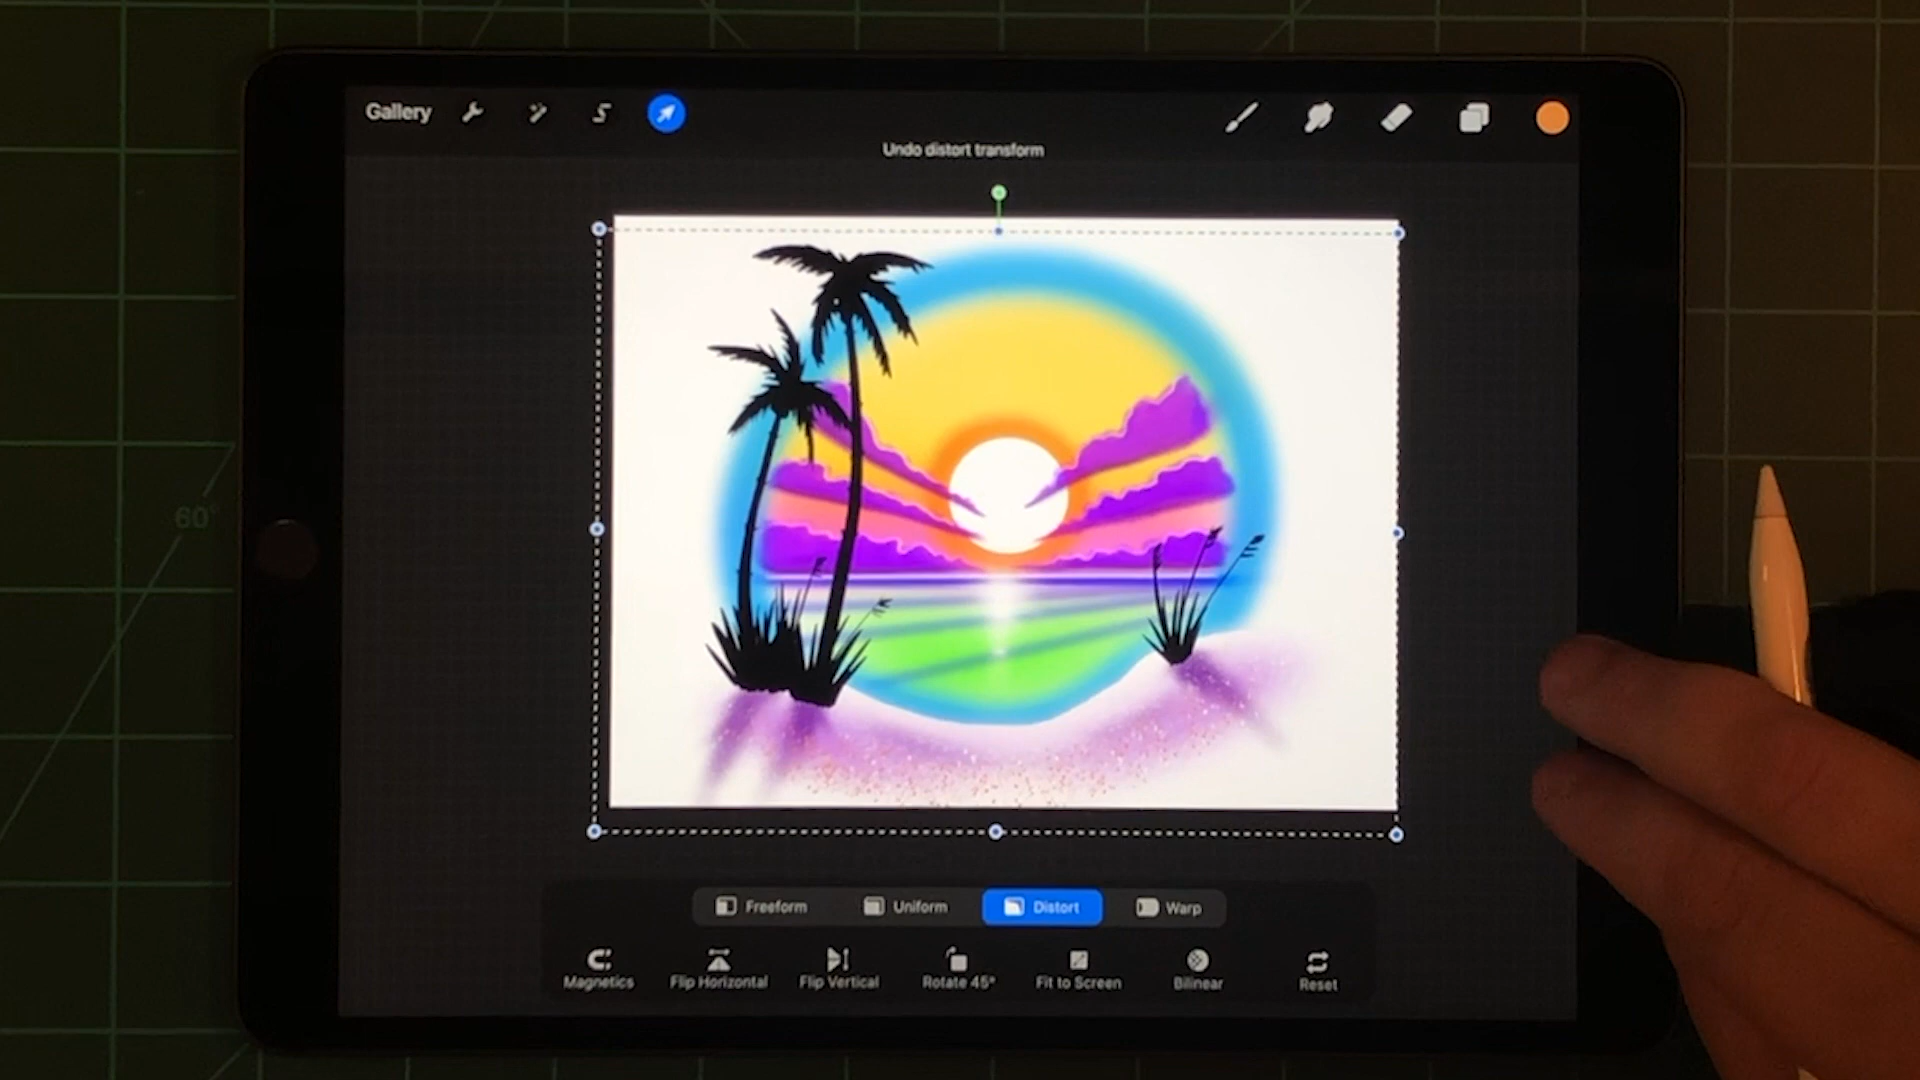 Gallery
Undo distort transform
60°
Freeform Uniform Distort Warp
Magnetics Flip Horizontal Flip Vertical Rotate 45° Fit to Screen Bilinear Reset